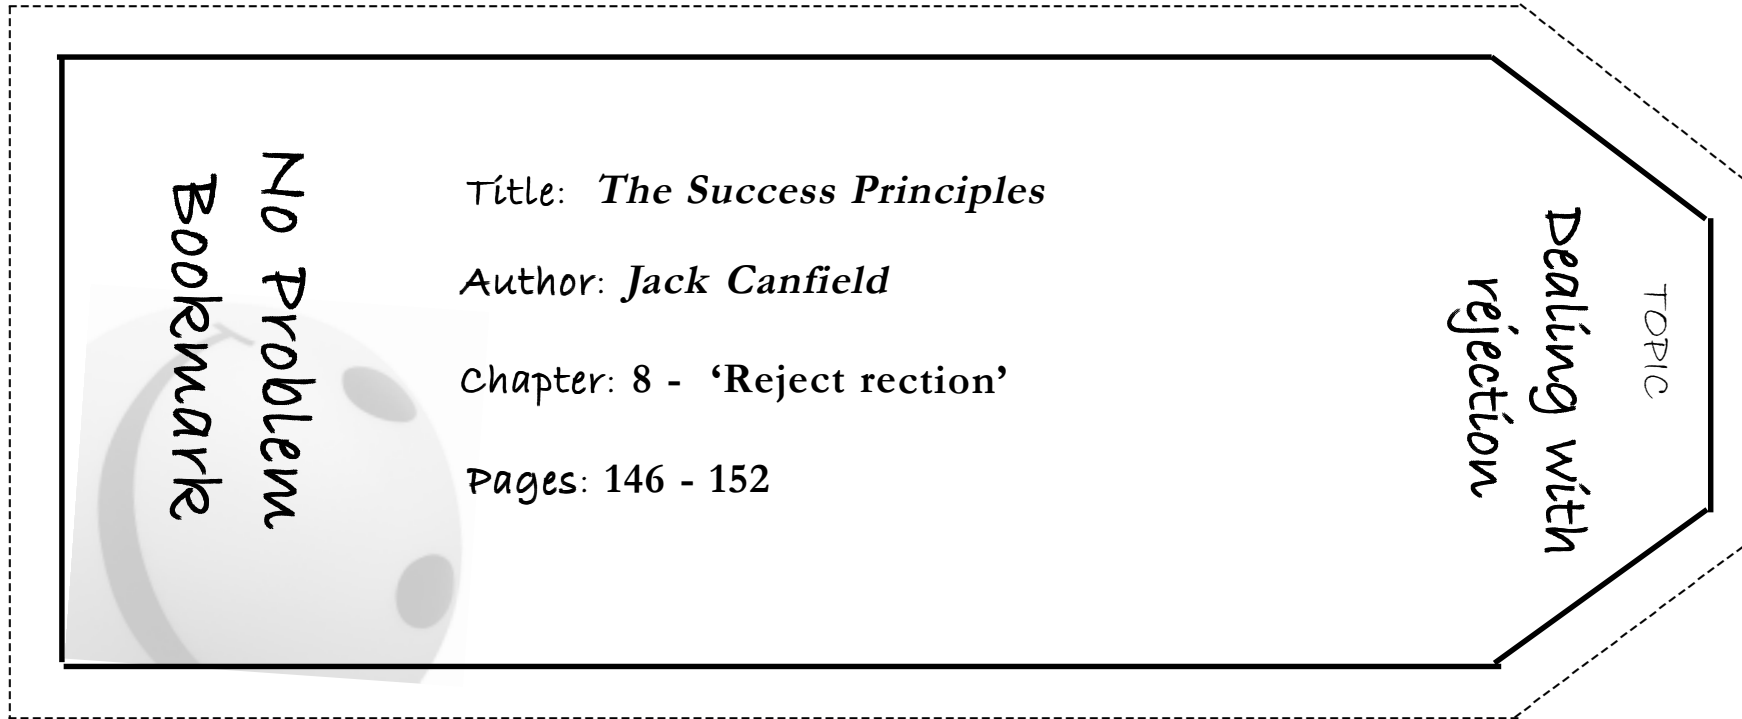 No Problem
Bookmark
Title: The Success Principles
Author: Jack Canfield
Chapter: 8 - ‘Reject rection’
Pages: 146 - 152
TOPIC
Dealing with
rejection